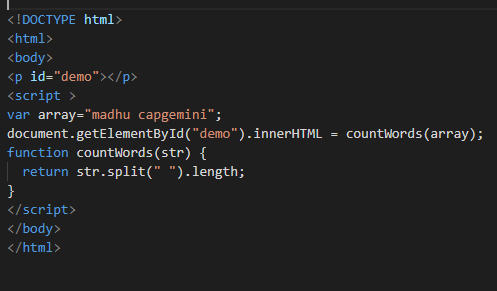 <!DOCTYPE html>
<html>
<body>
<p id="demo"></p>
<script >
var array="madhu capgemini";
document.getElementById("demo").innerHTML = countWords(array);
function countWords(str) {
  return str.split(" ").length;
}
</script>
</body>
</html>